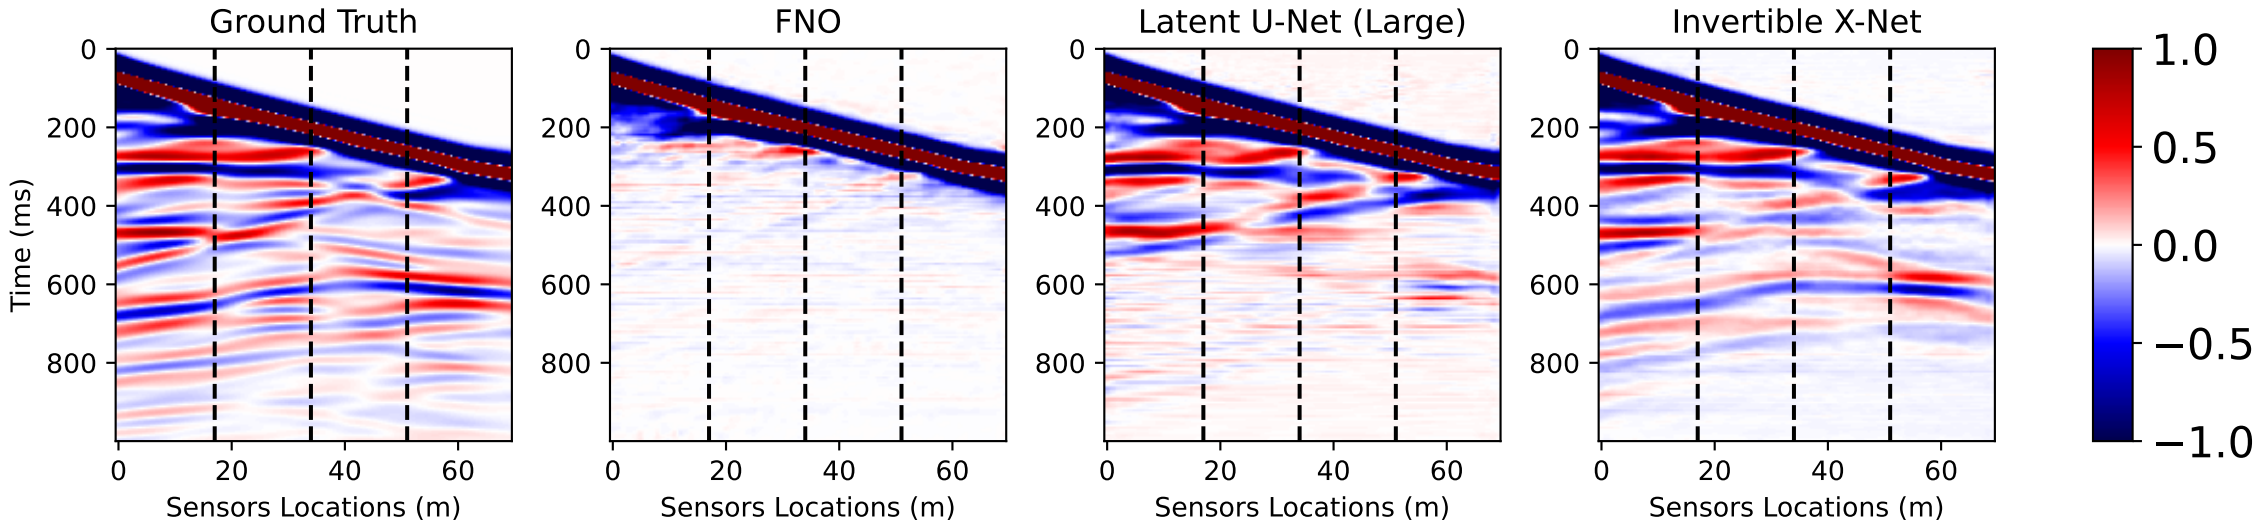 Ground Truth
FNO
Latent U-Net (Large)
Invertible X-Net
0
200
400
600
800
Time (ms)
0 20 40 60
Sensors Locations (m)
0
200
400
600
800
0 20 40 60
Sensors Locations (m)
0
200
400
600
800
0 20 40 60
Sensors Locations (m)
0
200
400
600
800
0 20 40 60
Sensors Locations (m)
1.0
0.5
0.0
−0.5
−1.0